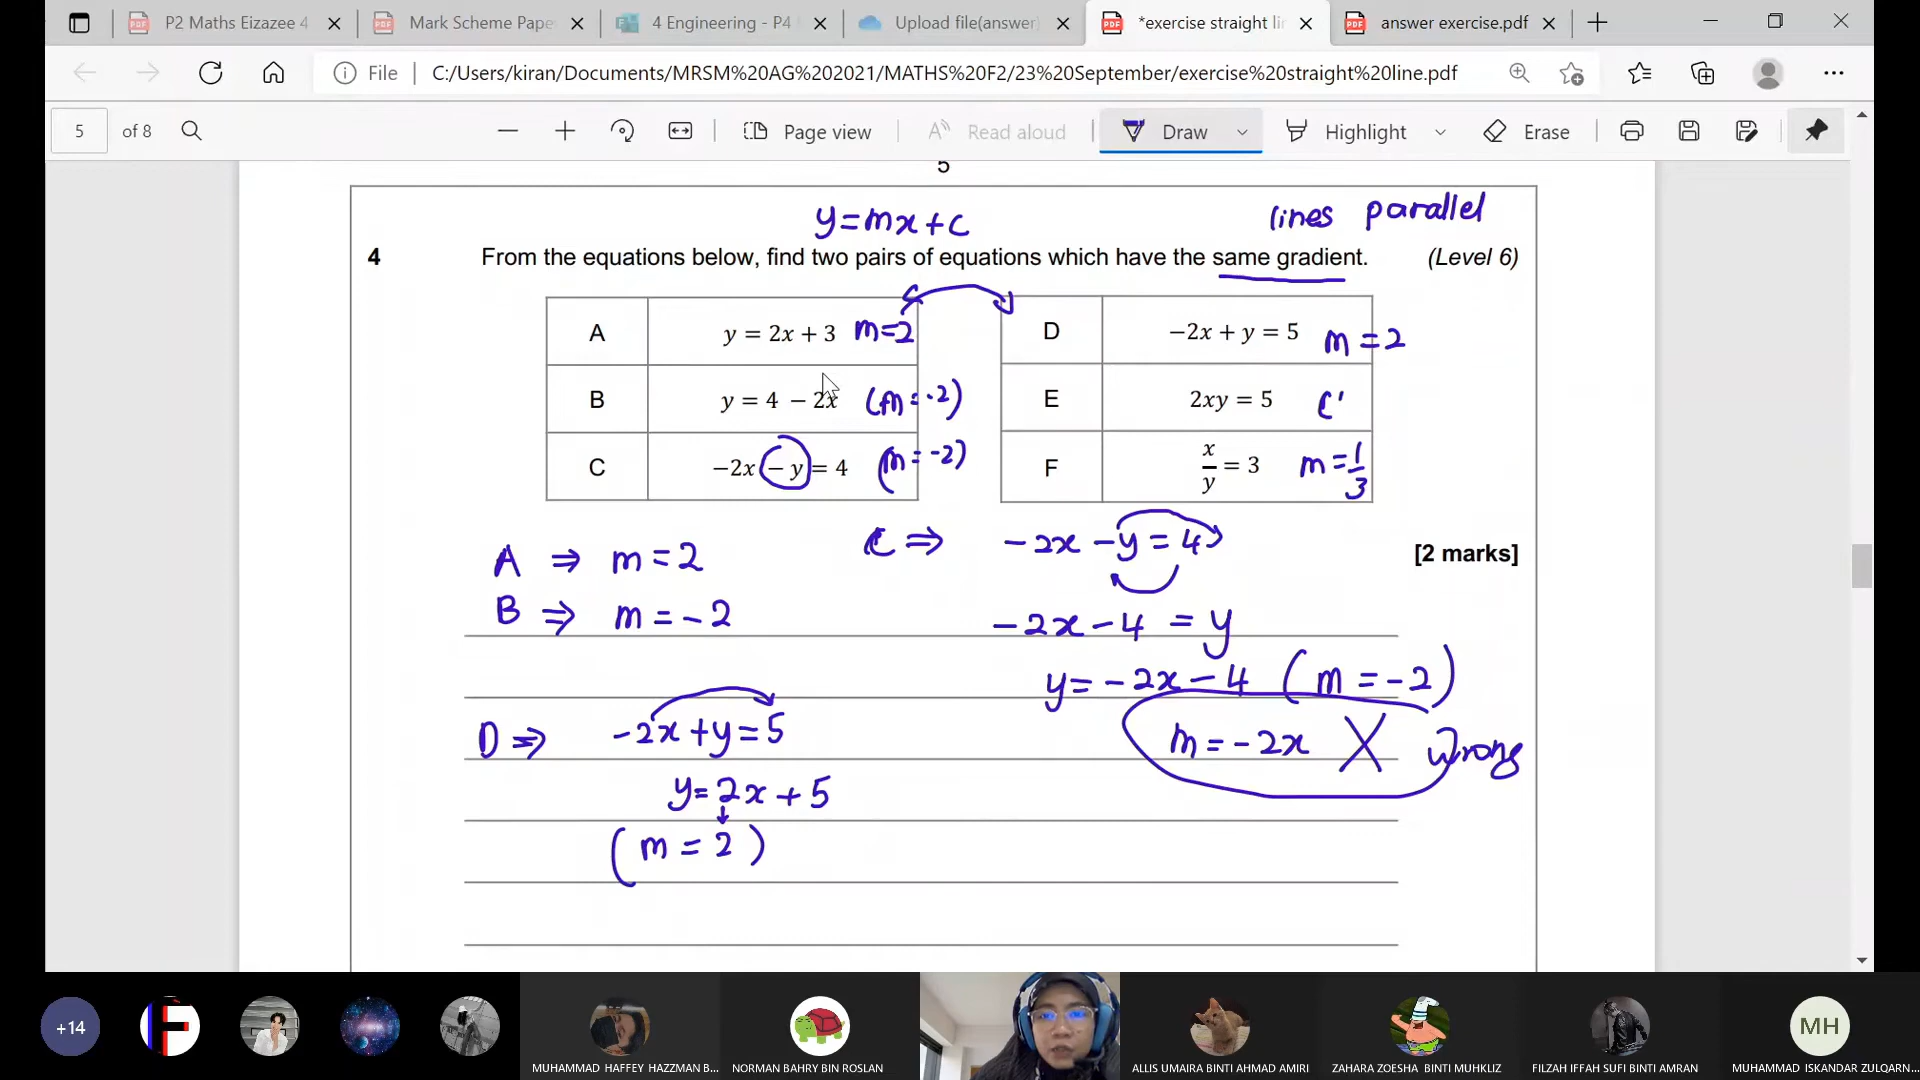 P2 Maths Eizazee 4
Mark Scheme Pape
4 Engineering - P4
Upload file(answer)
*exercise straight li
answer exercise.pdf
File
C:/Users/kiran/Documents/MRSM%20AG%202021/MATHS%20F2/23%20September/exercise%20straight%20line.pdf
5 of 8
Page view
Read aloud
Draw
Highlight
Erase
5
y=mx+c
lines parallel
4 From the equations below, find two pairs of equations which have the same gradient. (Level 6)
A y = 2x + 3 m=2
D −2x + y = 5 m = 2
B y = 4 − 2x (m = -2)
E 2xy = 5
C −2x − y = 4 (m = -2)
F x/y = 3 m = 1/3
[2 marks]
A ⇒ m = 2
C ⇒ -2x - y = 4
B ⇒ m = - 2
-2x - 4 = y
y = -2x - 4 (m = -2)
D ⇒ -2x + y = 5
m = -2x X wrong
y = 2x + 5
(m = 2)
+14
MUHAMMAD HAFFEY HAZZMAN B...
NORMAN BAHRY BIN ROSLAN
ALLIS UMAIRA BINTI AHMAD AMIRI
ZAHARA ZOESHA BINTI MUHKLIZ
FILZAH IFFAH SUFI BINTI AMRAN
MH
MUHAMMAD ISKANDAR ZULQARN...